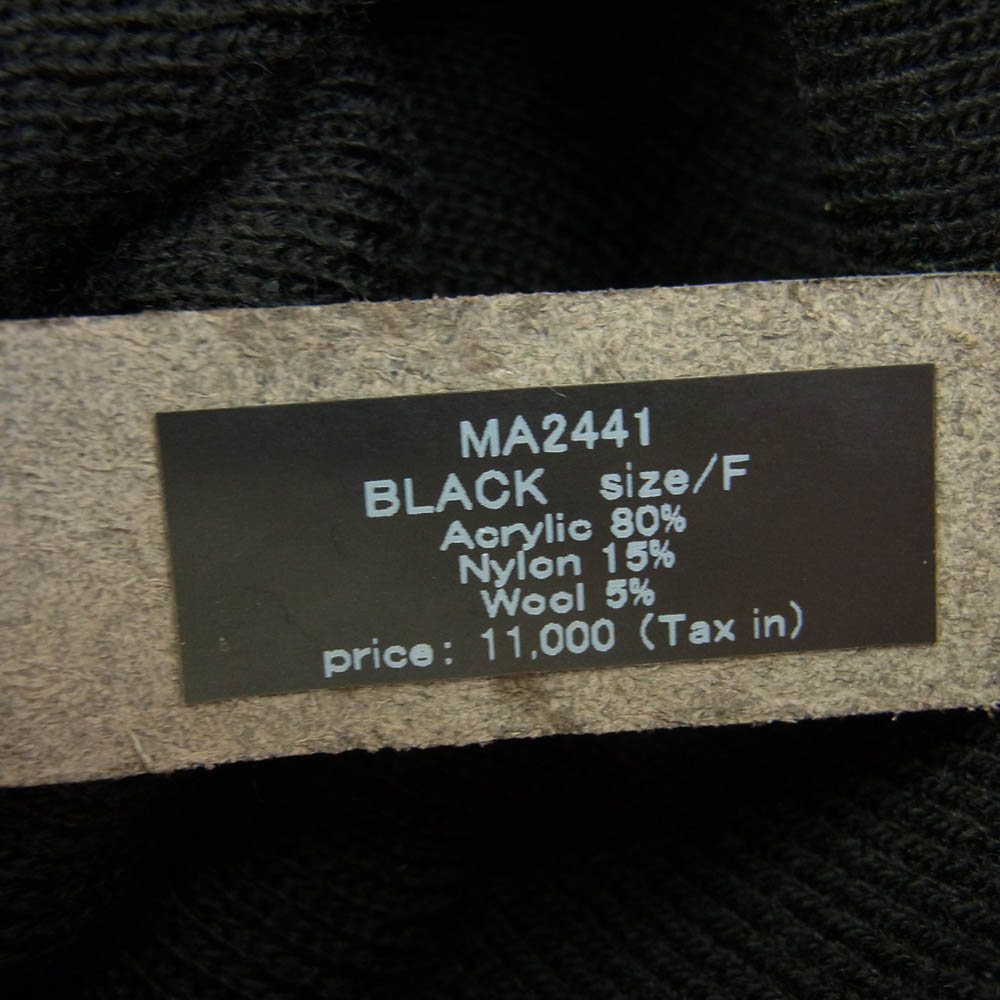 MA2441
BLACK size/F
Acrylic 80%
Nylon 15%
Wool 5%
price: 11,000 (Tax in)